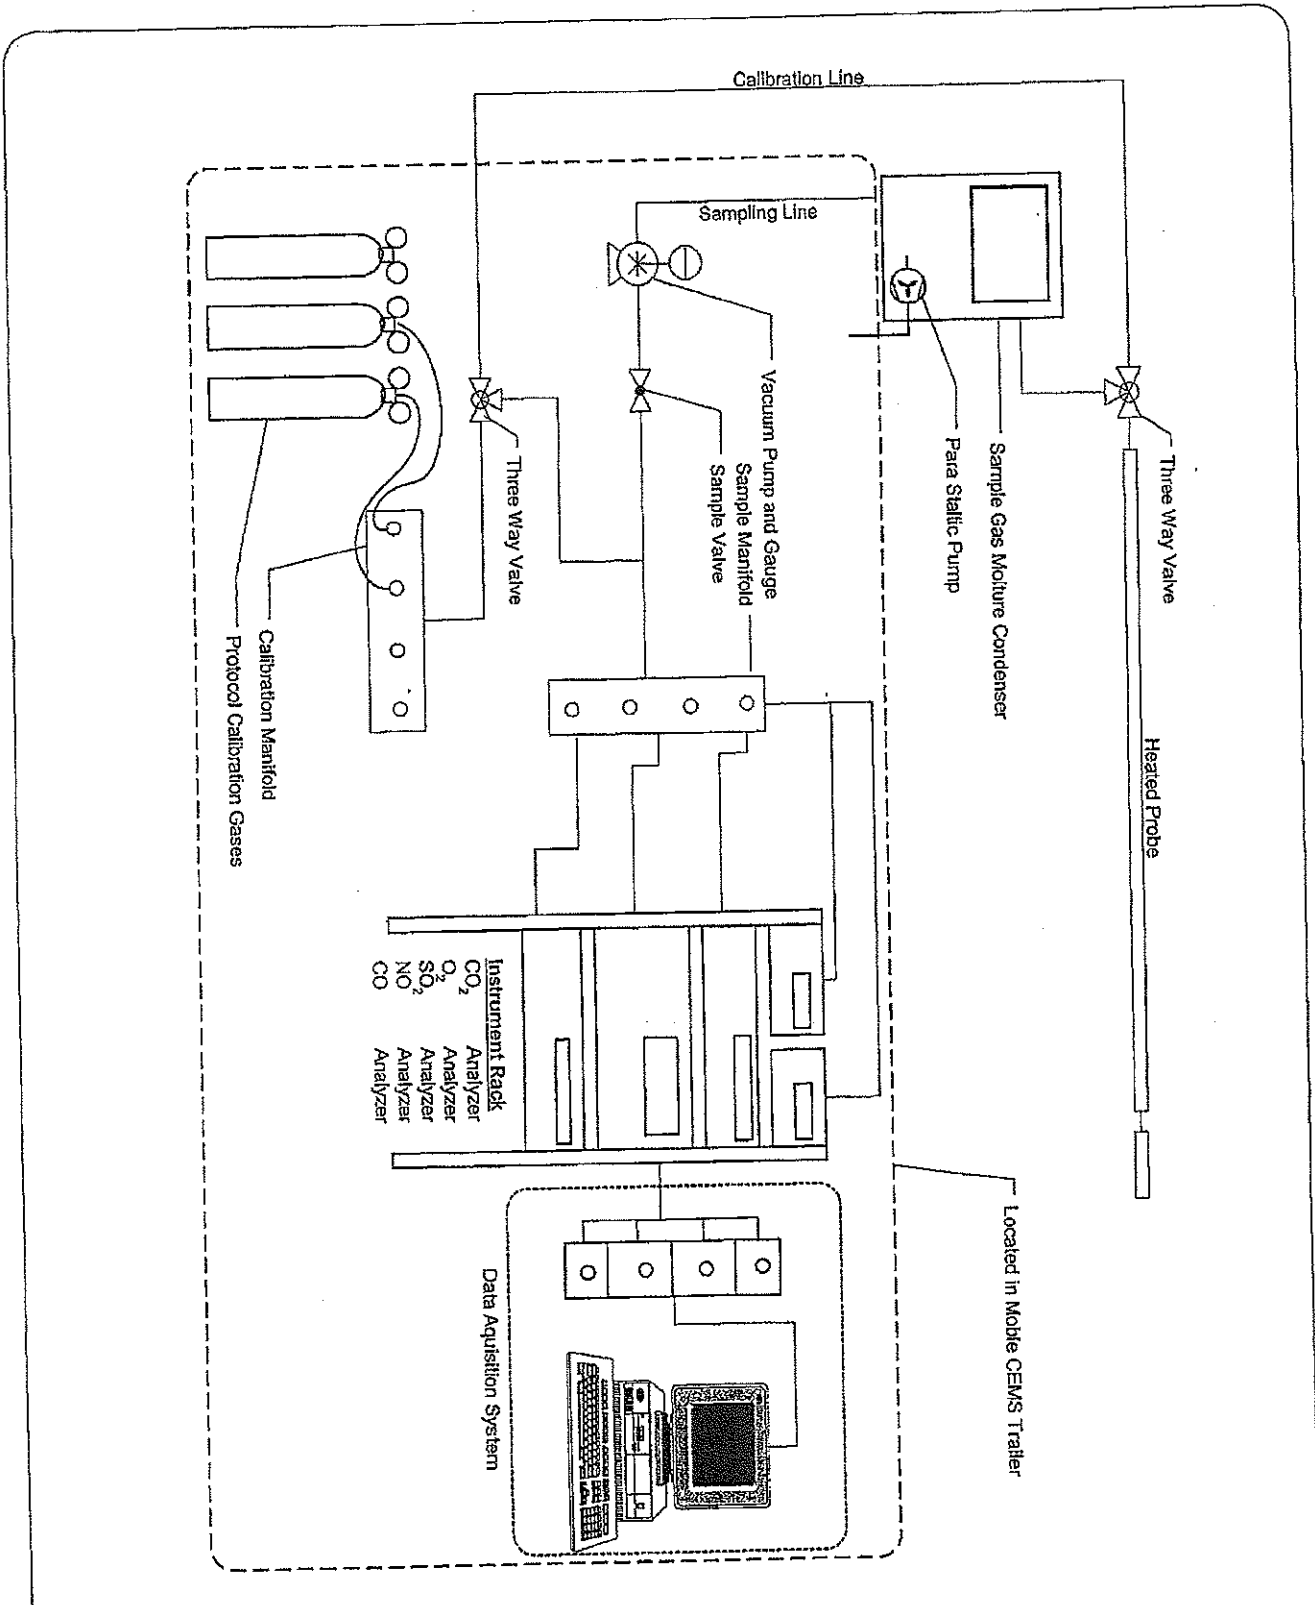 Calibration Line
Sampling Line
Three Way Valve
Sample Gas Moiture Condenser
Para Staltic Pump
Heated Probe
Vacuum Pump and Gauge
Sample Manifold
Sample Valve
Three Way Valve
Calibration Manifold
Protocol Calibration Gases
Instrument Rack
CO₂ Analyzer
O₂ Analyzer
SO₂ Analyzer
NO₂ Analyzer
CO Analyzer
Located in Moble CEMS Trailer
Data Aquisition System